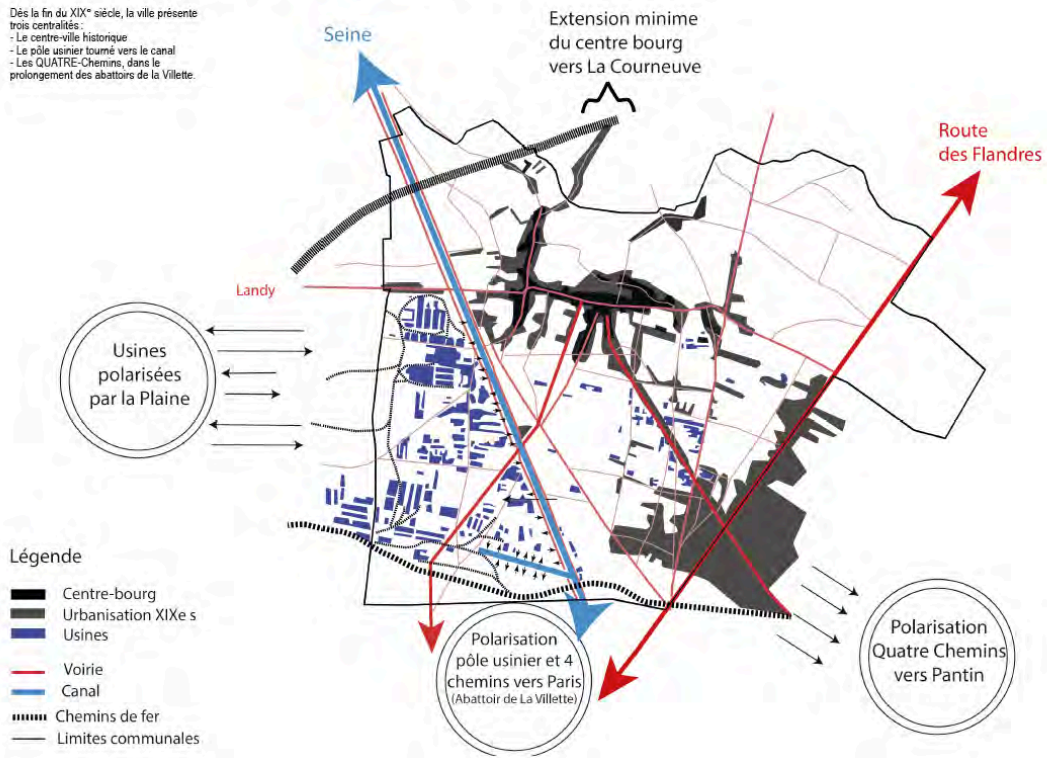 Dès la fin du XIX° siècle, la ville présente
trois centralités :
- Le centre-ville historique
- Le pôle usinier tourné vers le canal
- Les QUATRE-Chemins, dans le
prolongement des abattoirs de la Villette.
Seine
Extension minime
du centre bourg
vers La Courneuve
Route
des Flandres
Landy
Usines
polarisées
par la Plaine
Légende
Centre-bourg
Urbanisation XIXe s
Usines
Voirie
Canal
Chemins de fer
Limites communales
Polarisation
pôle usinier et 4
chemins vers Paris
(Abattoir de La Villette)
Polarisation
Quatre Chemins
vers Pantin